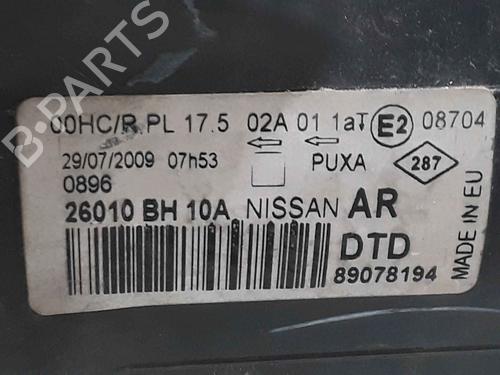 00HC/R PL 17.5 02A 01 1aT E2 08704
29/07/2009 07h53 PUXA 287
0896
26010 BH 10A NISSAN AR
DTD
89078194
MADE IN EU
B-PARTS